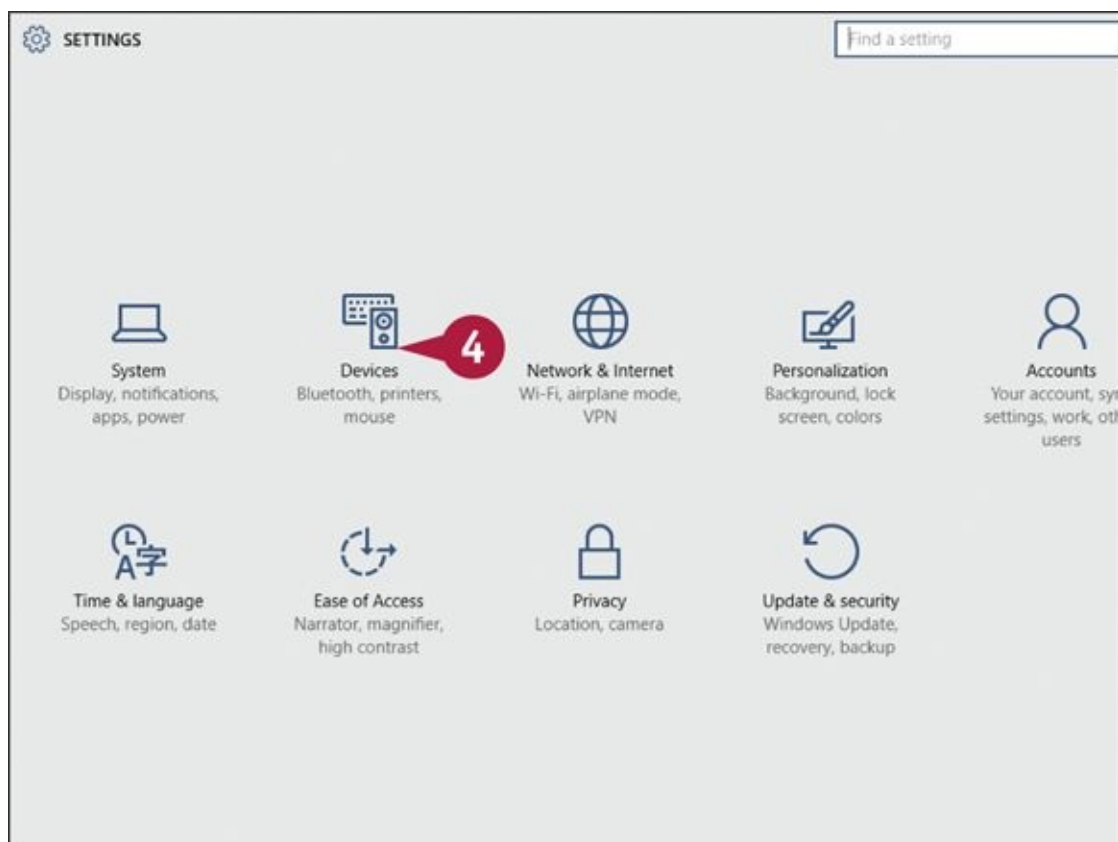 SETTINGS
Find a setting
4
System
Display, notifications,
apps, power
Devices
Bluetooth, printers,
mouse
Network & Internet
Wi-Fi, airplane mode,
VPN
Personalization
Background, lock
screen, colors
Accounts
Your account,
settings, work,
users
A字
Time & language
Speech, region, date
Ease of Access
Narrator, magnifier,
high contrast
Privacy
Location, camera
Update & security
Windows Update,
recovery, backup